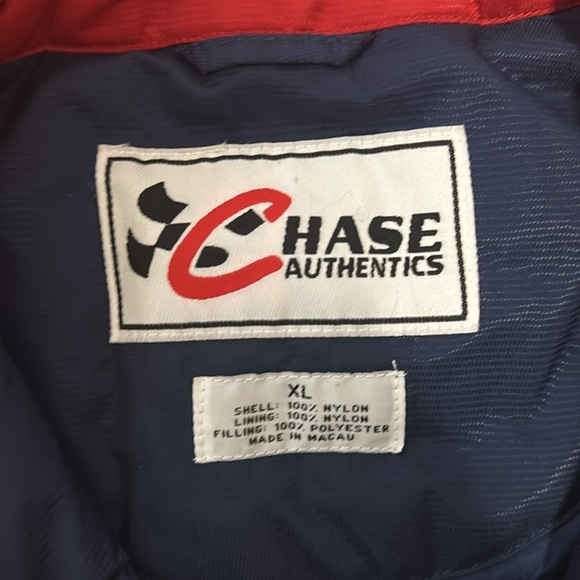 CHASE
AUTHENTICS
XL
SHELL: 100% NYLON
LINING: 100% NYLON
FILLING: 100% POLYESTER
MADE IN MACAU